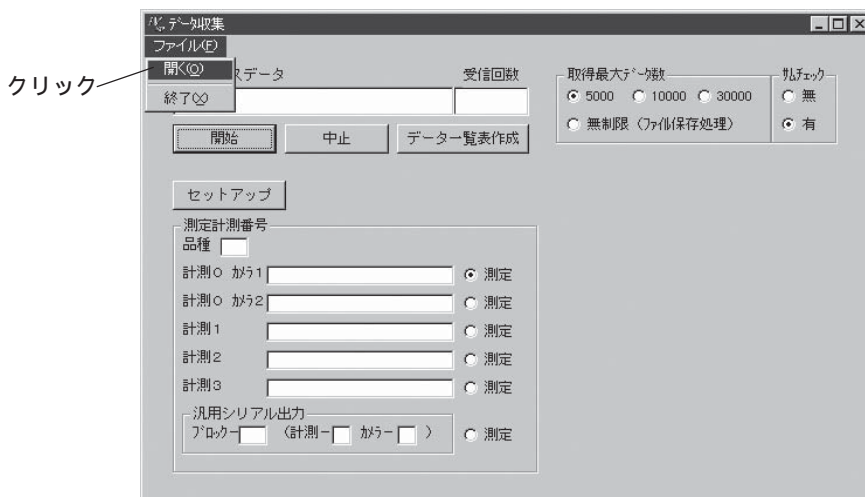 データ収集
ファイル(F)
開く(O)
終了(X)
クリック
スデータ
受信回数
開始
中止
データ一覧表作成
取得最大データ数
5000
10000
30000
無制限（ファイル保存処理）
サムチェック
無
有
セットアップ
測定計測番号
品種
計測0 カメラ1
測定
計測0 カメラ2
測定
計測1
測定
計測2
測定
計測3
測定
汎用シリアル出力
ブロックー （計測ー カメラー ）
測定